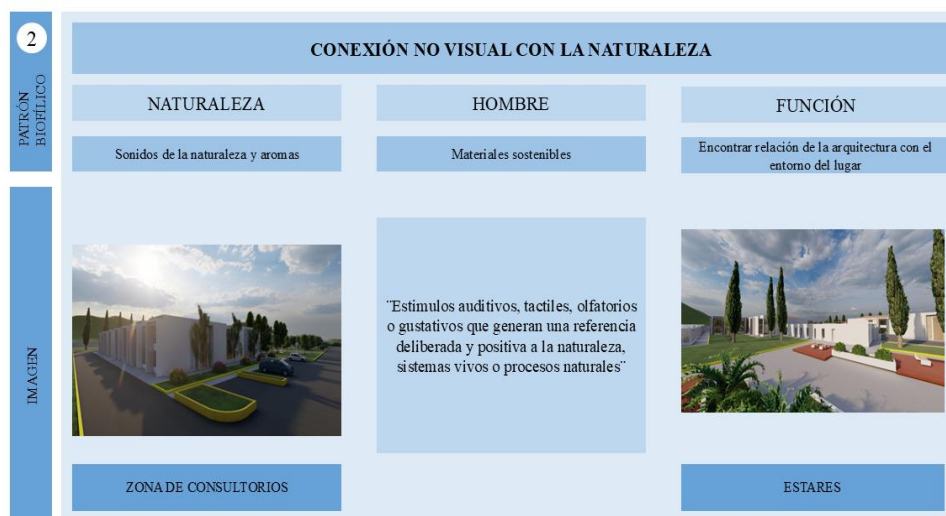 2
PATRÓN
BIOFÍLICO
CONEXIÓN NO VISUAL CON LA NATURALEZA
NATURALEZA
HOMBRE
FUNCIÓN
Sonidos de la naturaleza y aromas
Materiales sostenibles
Encontrar relación de la arquitectura con el
entorno del lugar
IMAGEN
¨Estimulos auditivos, tactiles, olfatorios
o gustativos que generan una referencia
deliberada y positiva a la naturaleza,
sistemas vivos o procesos naturales¨
ZONA DE CONSULTORIOS
ESTARES